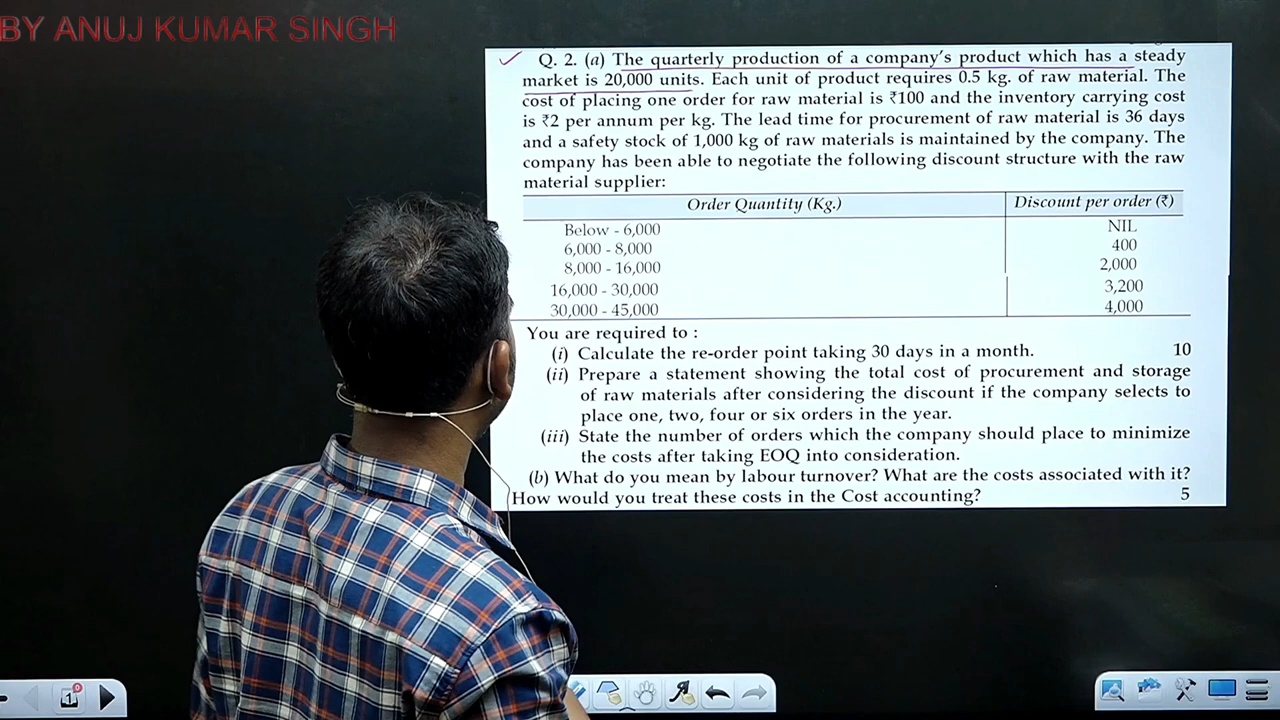 BY ANUJ KUMAR SINGH
Q. 2. (a) The quarterly production of a company's product which has a steady
market is 20,000 units. Each unit of product requires 0.5 kg. of raw material. The
cost of placing one order for raw material is ₹100 and the inventory carrying cost
is ₹2 per annum per kg. The lead time for procurement of raw material is 36 days
and a safety stock of 1,000 kg of raw materials is maintained by the company. The
company has been able to negotiate the following discount structure with the raw
material supplier:
Order Quantity (Kg.) Discount per order (₹)
Below - 6,000 NIL
6,000 - 8,000 400
8,000 - 16,000 2,000
16,000 - 30,000 3,200
30,000 - 45,000 4,000
You are required to :
(i) Calculate the re-order point taking 30 days in a month. 10
(ii) Prepare a statement showing the total cost of procurement and storage
of raw materials after considering the discount if the company selects to
place one, two, four or six orders in the year.
(iii) State the number of orders which the company should place to minimize
the costs after taking EOQ into consideration.
(b) What do you mean by labour turnover? What are the costs associated with it?
How would you treat these costs in the Cost accounting? 5
1 0